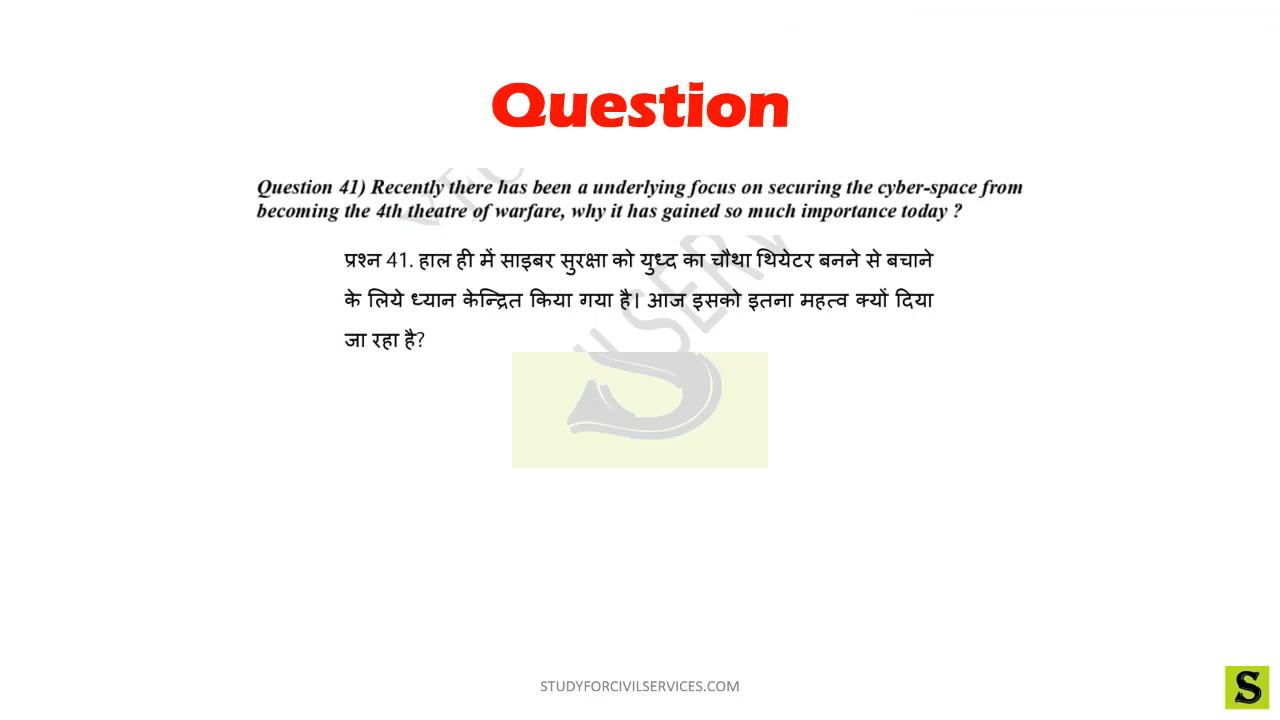 Question
Question 41) Recently there has been a underlying focus on securing the cyber-space from
becoming the 4th theatre of warfare, why it has gained so much importance today ?
प्रश्न 41. हाल ही में साइबर सुरक्षा को युध्द का चौथा थियेटर बनने से बचाने
के लिये ध्यान केन्द्रित किया गया है। आज इसको इतना महत्व क्यों दिया
जा रहा है?
STUDYFORCIVILSERVICES.COM
S